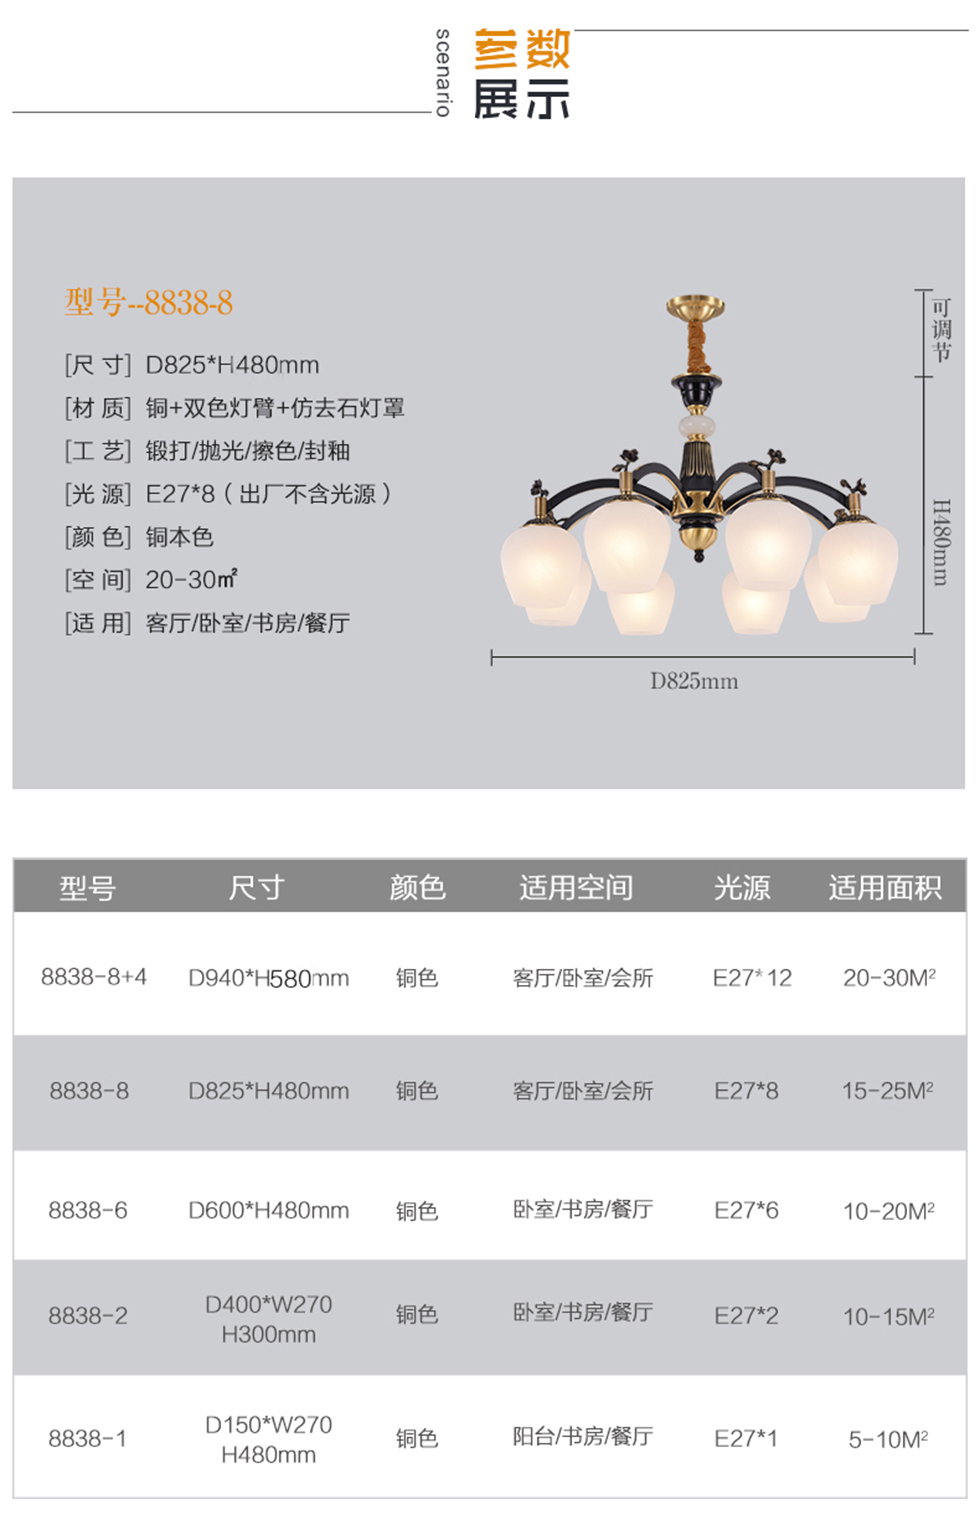 scenario
参数
展示
型号--8838-8
[尺 寸] D825*H480mm
[材 质] 铜+双色灯臂+仿去石灯罩
[工 艺] 锻打/抛光/擦色/封釉
[光 源] E27*8（出厂不含光源）
[颜 色] 铜本色
[空 间] 20-30㎡
[适 用] 客厅/卧室/书房/餐厅
可调节
H480mm
D825mm
型号 尺寸 颜色 适用空间 光源 适用面积
8838-8+4 D940*H580mm 铜色 客厅/卧室/会所 E27*12 20-30M²
8838-8 D825*H480mm 铜色 客厅/卧室/会所 E27*8 15-25M²
8838-6 D600*H480mm 铜色 卧室/书房/餐厅 E27*6 10-20M²
8838-2 D400*W270 H300mm 铜色 卧室/书房/餐厅 E27*2 10-15M²
8838-1 D150*W270 H480mm 铜色 阳台/书房/餐厅 E27*1 5-10M²